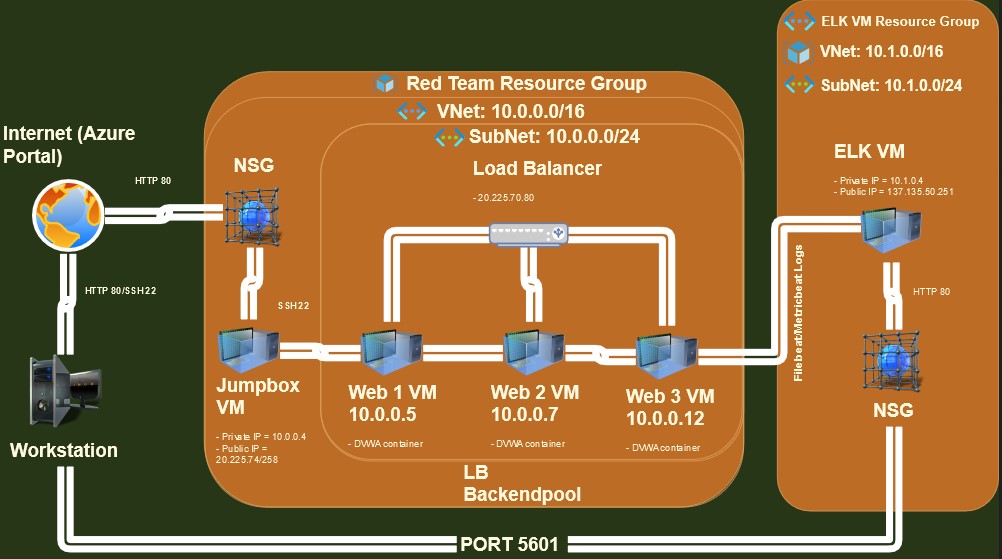 ELK VM Resource Group
VNet: 10.1.0.0/16
SubNet: 10.1.0.0/24
Red Team Resource Group
VNet: 10.0.0.0/16
SubNet: 10.0.0.0/24
Internet (Azure
Portal)
HTTP 80
HTTP 80/SSH22
Workstation
NSG
SSH22
Jumpbox
VM
- Private IP = 10.0.0.4
- Public IP =
20.225.74/258
Load Balancer
- 20.225.70.80
Web 1 VM
10.0.0.5
- DVWA container
Web 2 VM
10.0.0.7
- DVWA container
Web 3 VM
10.0.0.12
- DVWA container
LB
Backendpool
Filebeat/Metricbeat Logs
ELK VM
- Private IP = 10.1.0.4
- Public IP = 137.135.50.251
HTTP 80
NSG
PORT 5601